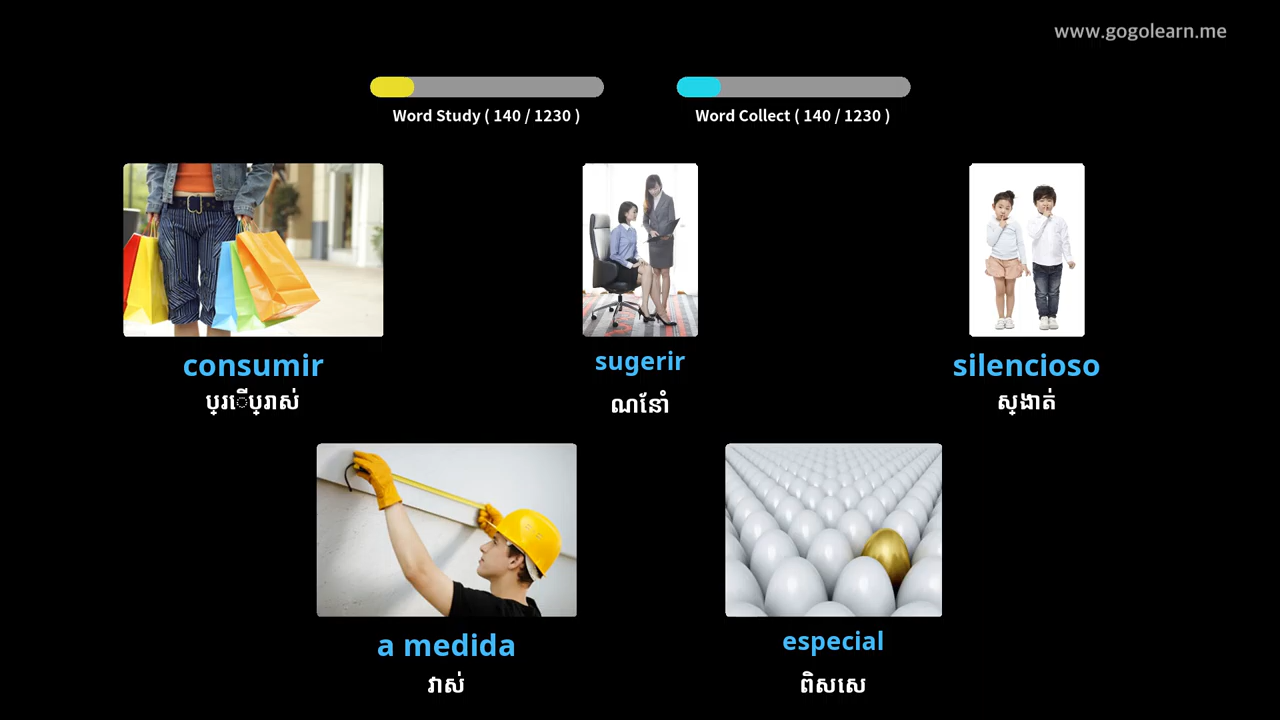 www.gogolearn.me
Word Study ( 140 / 1230 )
Word Collect ( 140 / 1230 )
consumir
ប្រើប្រាស់
sugerir
ណែនាំ
silencioso
ស្ងាត់
a medida
វាស់
especial
ពិសេស